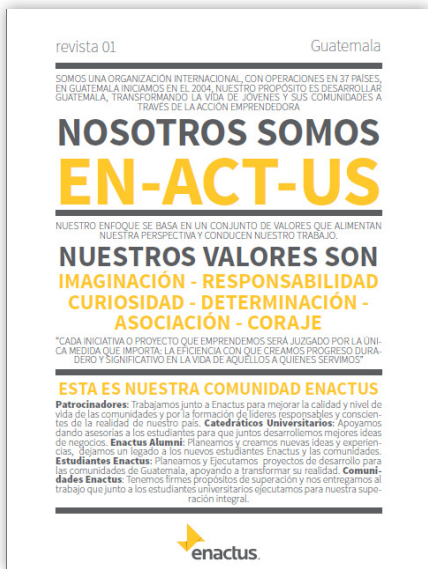 revista 01
Guatemala
SOMOS UNA ORGANIZACIÓN INTERNACIONAL, CON OPERACIONES EN 37 PAÍSES,
EN GUATEMALA INICIAMOS EN EL 2004, NUESTRO PROPÓSITO ES DESARROLLAR
GUATEMALA, TRANSFORMANDO LA VIDA DE JÓVENES Y SUS COMUNIDADES A
TRAVÉS DE LA ACCIÓN EMPRENDEDORA
NOSOTROS SOMOS
EN-ACT-US
NUESTRO ENFOQUE SE BASA EN UN CONJUNTO DE VALORES QUE ALIMENTAN
NUESTRA PERSPECTIVA Y CONDUCEN NUESTRO TRABAJO.
NUESTROS VALORES SON
IMAGINACIÓN - RESPONSABILIDAD
CURIOSIDAD - DETERMINACIÓN -
ASOCIACIÓN - CORAJE
"CADA INICIATIVA O PROYECTO QUE EMPRENDEMOS SERÁ JUZGADO POR LA ÚNI-
CA MEDIDA QUE IMPORTA: LA EFICIENCIA CON QUE CREAMOS PROGRESO DURA-
DERO Y SIGNIFICATIVO EN LA VIDA DE AQUELLOS A QUIENES SERVIMOS"
ESTA ES NUESTRA COMUNIDAD ENACTUS
Patrocinadores: Trabajamos junto a Enactus para mejorar la calidad y nivel de
vida de las comunidades y por la formación de líderes responsables y conscien-
tes de la realidad de nuestro país. Catedráticos Universitarios: Apoyamos
dando asesorías a los estudiantes para que juntos desarrollemos mejores ideas
de negocios. Enactus Alumni: Planeamos y creamos nuevas ideas y experien-
cias, dejamos un legado a los nuevos estudiantes Enactus y las comunidades.
Estudiantes Enactus: Planeamos y Ejecutamos proyectos de desarrollo para
las comunidades de Guatemala, apoyando a transformar su realidad. Comuni-
dades Enactus: Tenemos firmes propósitos de superación y nos entregamos al
trabajo que junto a los estudiantes universitarios ejecutamos para nuestra supe-
ración integral.
enactus.